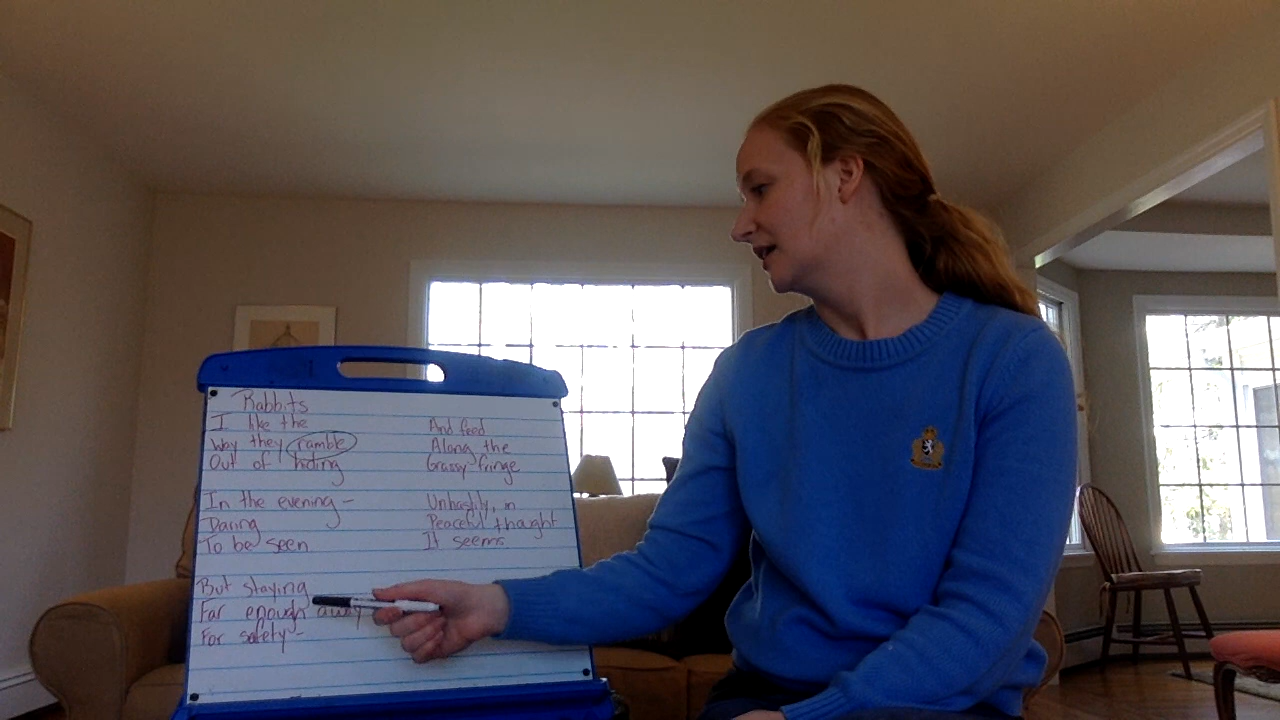 Rabbits
I like the
Way they ramble
Out of hiding
In the evening –
Daring
To be seen
But staying
Far enough away
For safety –
And feed
Along the
Grassy fringe
Unhastily, in
Peaceful thought
It seems